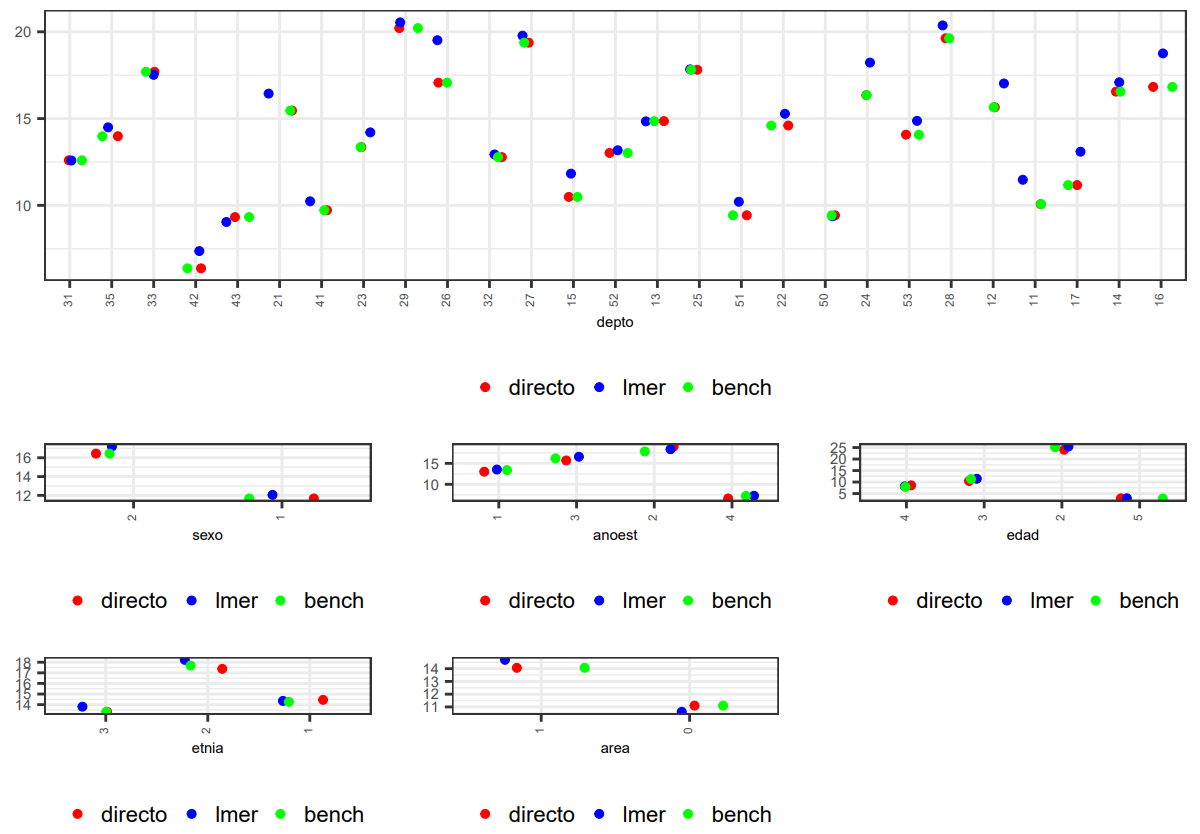 20
15
10
31 35 33 42 43 21 41 23 29 26 32 27 15 52 13 25 51 22 50 24 53 28 12 11 17 14 16
depto
directo lmer bench
16
14
12
2 1
sexo
directo lmer bench
15
10
1 3 2 4
anoest
directo lmer bench
25
20
15
10
5
4 3 2 5
edad
directo lmer bench
18
17
16
15
14
3 2 1
etnia
directo lmer bench
14
13
12
11
1 0
area
directo lmer bench